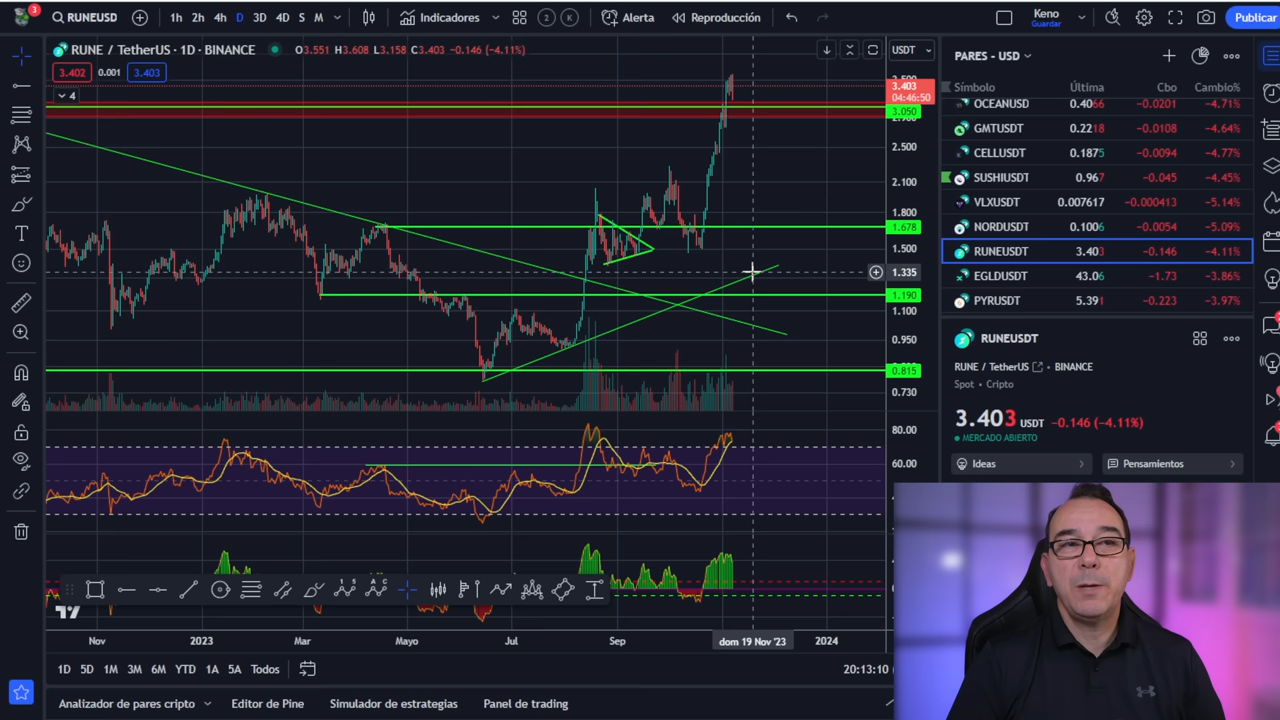 3
RUNEUSD
1h 2h 4h D 3D 4D S M
Indicadores
2 K
Alerta
Reproducción
Keno
Guardar
Publicar
RUNE / TetherUS · 1D · BINANCE
O3.551 H3.608 L3.158 C3.403 −0.146 (−4.11%)
3.402 0.001 3.403
4
USDT
3.403
04:46:50
3.050
2.500
2.100
1.800
1.678
1.500
1.335
1.190
1.100
0.950
0.815
0.730
80.00
60.00
1 2 3 4 5
A B C
Nov 2023 Mar Mayo Jul Sep dom 19 Nov '23 2024
1D 5D 1M 3M 6M YTD 1A 5A Todos
20:13:10
Analizador de pares cripto Editor de Pine Simulador de estrategias Panel de trading
PARES - USD
Símbolo Última Cbo Cambio%
OCEANUSD 0.4066 −0.0201 −4.71%
GMTUSDT 0.2218 −0.0108 −4.64%
CELLUSDT 0.1875 −0.0094 −4.77%
SUSHIUSDT 0.967 −0.045 −4.45%
VLXUSDT 0.007617 −0.000413 −5.14%
NORDUSDT 0.1006 −0.0054 −5.09%
RUNEUSDT 3.403 −0.146 −4.11%
EGLDUSDT 43.06 −1.73 −3.86%
PYRUSDT 5.391 −0.223 −3.97%
RUNEUSDT
RUNE / TetherUS · BINANCE
Spot · Cripto
3.403 USDT −0.146 (−4.11%)
MERCADO ABIERTO
Ideas
Pensamientos